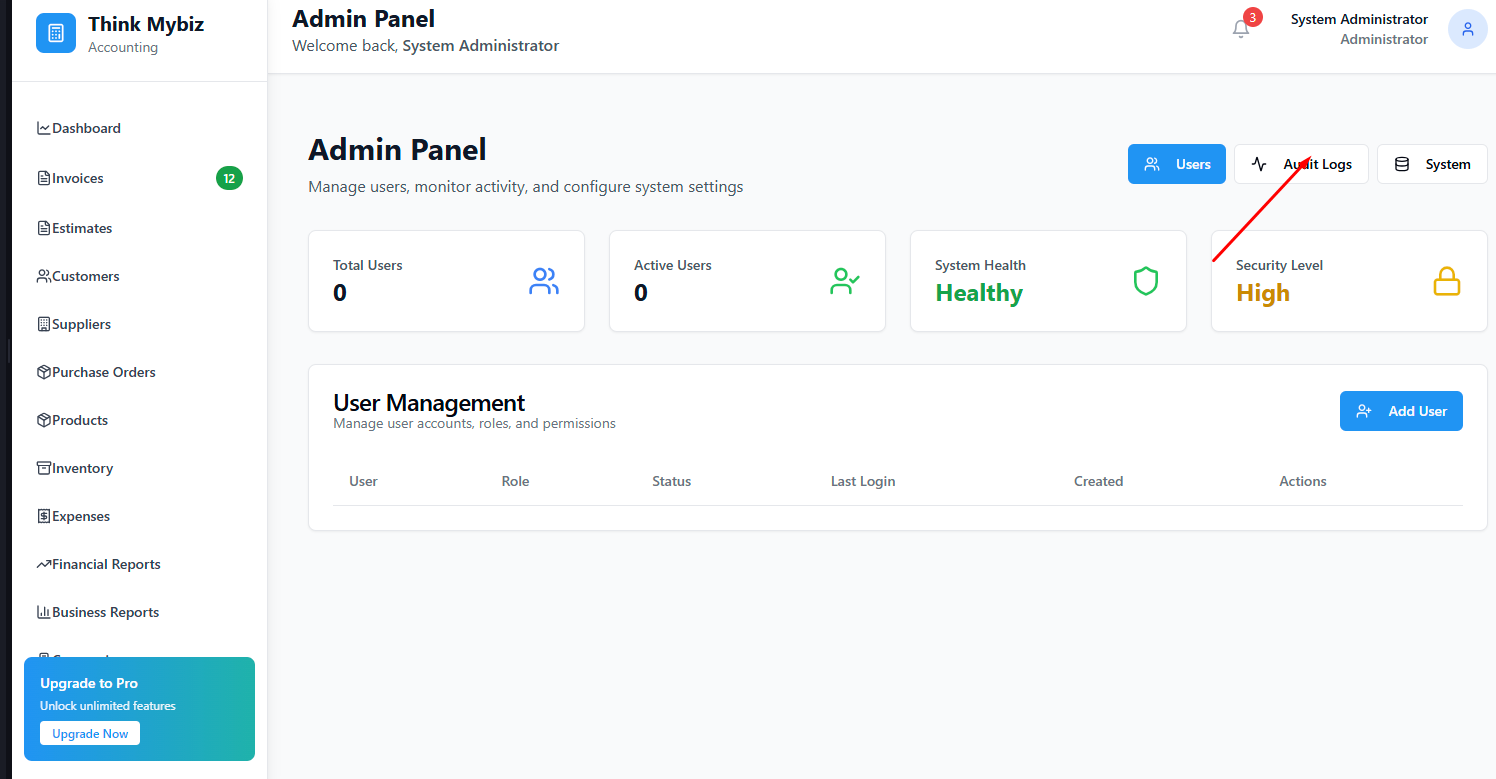 Think Mybiz
Accounting
Admin Panel
Welcome back, System Administrator
3
System Administrator
Administrator
Dashboard
Invoices
12
Estimates
Customers
Suppliers
Purchase Orders
Products
Inventory
Expenses
Financial Reports
Business Reports
Upgrade to Pro
Unlock unlimited features
Upgrade Now
Admin Panel
Manage users, monitor activity, and configure system settings
Users
Audit Logs
System
Total Users
0
Active Users
0
System Health
Healthy
Security Level
High
User Management
Manage user accounts, roles, and permissions
Add User
User Role Status Last Login Created Actions